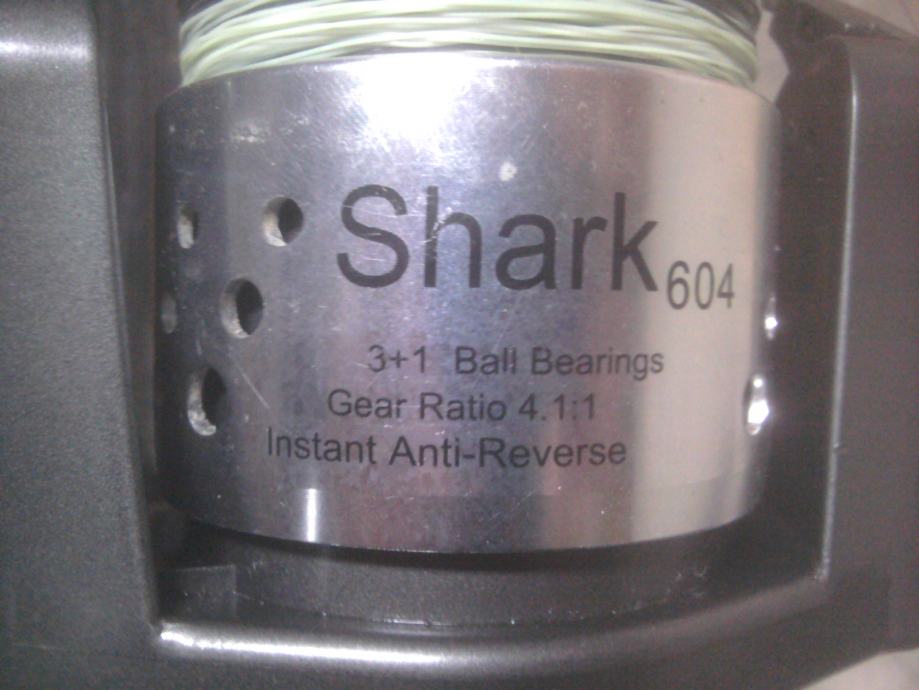 Shark 604
3+1 Ball Bearings
Gear Ratio 4.1:1
Instant Anti-Reverse